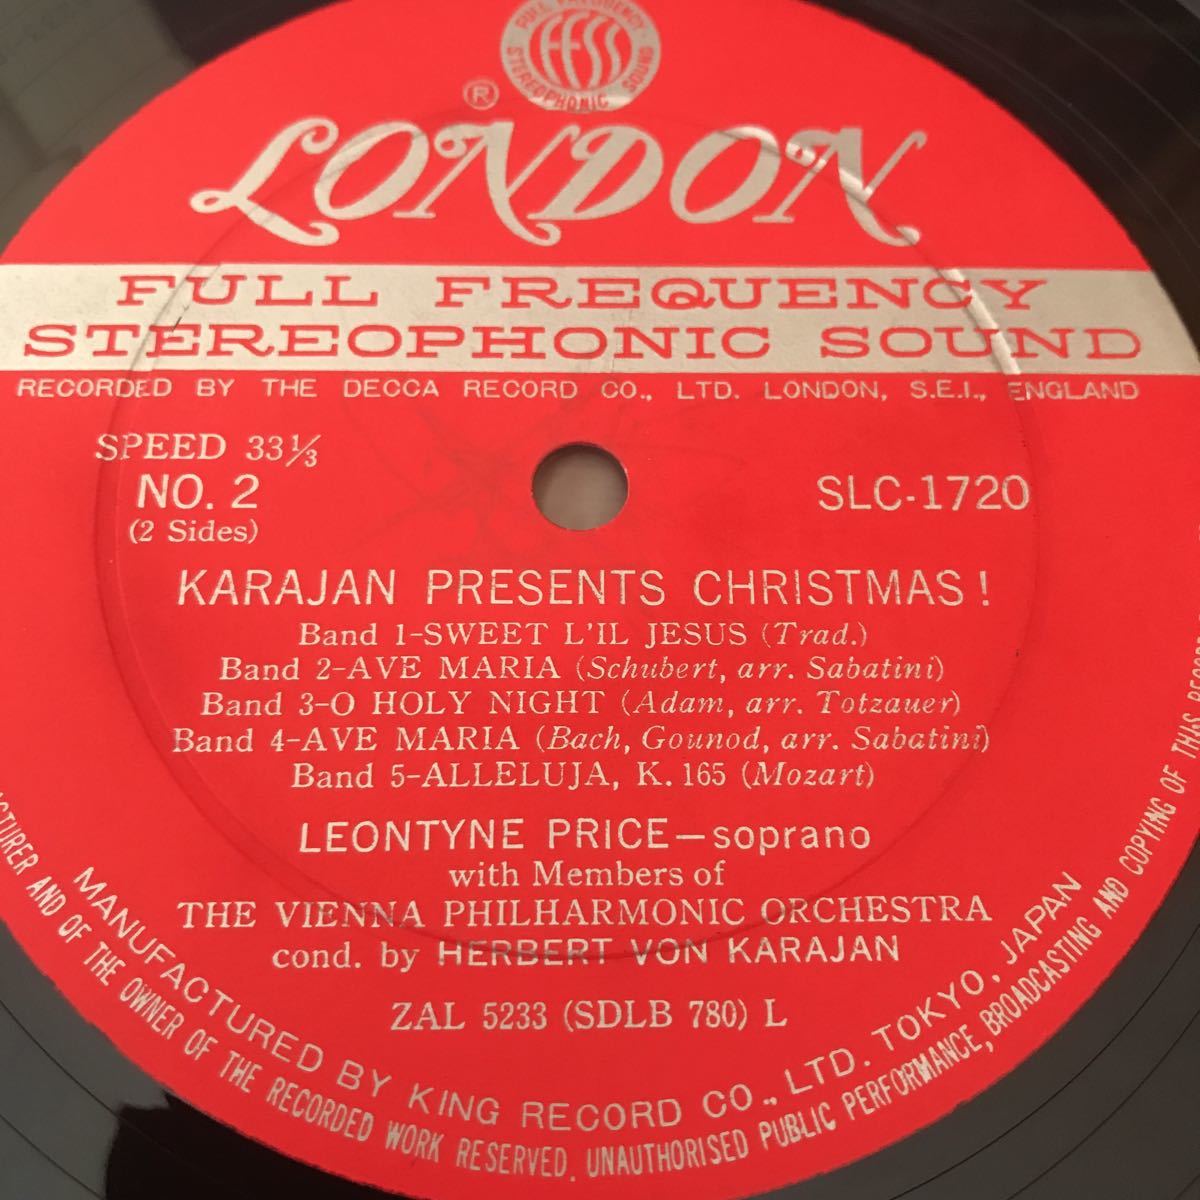 FULL FREQUENCY
FFSS
STEREOPHONIC SOUND
®
LONDON
FULL FREQUENCY
STEREOPHONIC SOUND
RECORDED BY THE DECCA RECORD CO., LTD. LONDON, S.E.I., ENGLAND
SPEED 33⅓
NO. 2
(2 Sides)
SLC-1720
KARAJAN PRESENTS CHRISTMAS!
Band 1-SWEET L'IL JESUS (Trad.)
Band 2-AVE MARIA (Schubert, arr. Sabatini)
Band 3-O HOLY NIGHT (Adam, arr. Totzauer)
Band 4-AVE MARIA (Bach, Gounod, arr. Sabatini)
Band 5-ALLELUJA, K. 165 (Mozart)
LEONTYNE PRICE—soprano
with Members of
THE VIENNA PHILHARMONIC ORCHESTRA
cond. by HERBERT VON KARAJAN
ZAL 5233 (SDLB 780) L
MANUFACTURED BY KING RECORD CO., LTD. TOKYO, JAPAN
AND OF THE OWNER OF THE RECORDED WORK RESERVED. UNAUTHORISED PUBLIC PERFORMANCE, BROADCASTING AND COPYING OF THIS